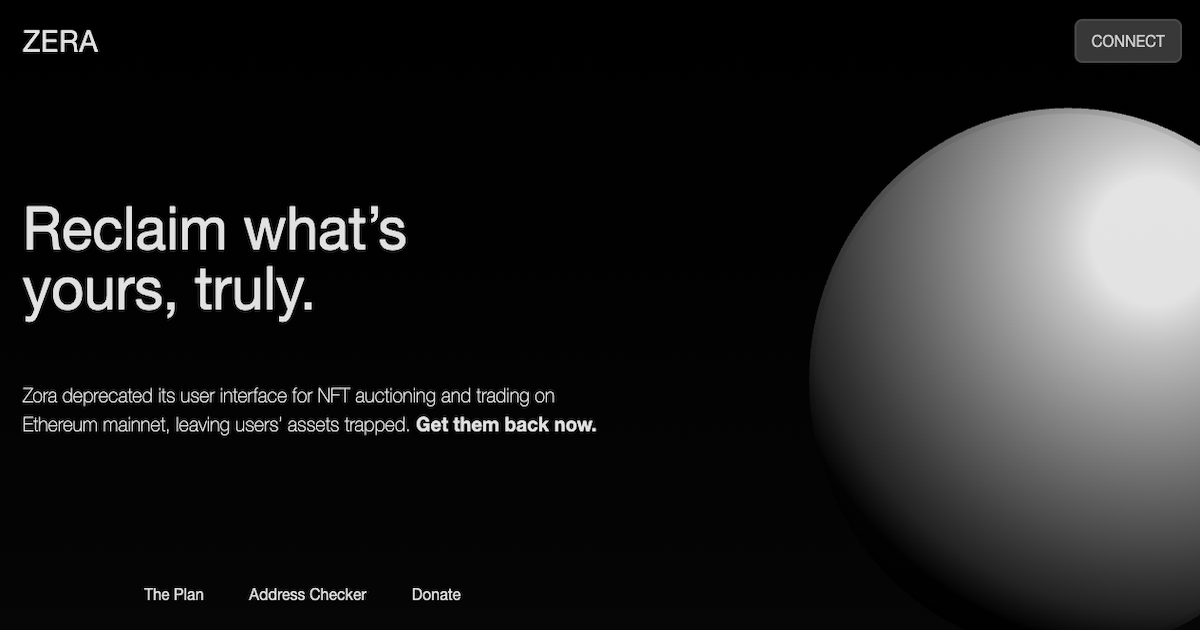 ZERA
CONNECT
Reclaim what’s
yours, truly.
Zora deprecated its user interface for NFT auctioning and trading on
Ethereum mainnet, leaving users' assets trapped. Get them back now.
The Plan
Address Checker
Donate